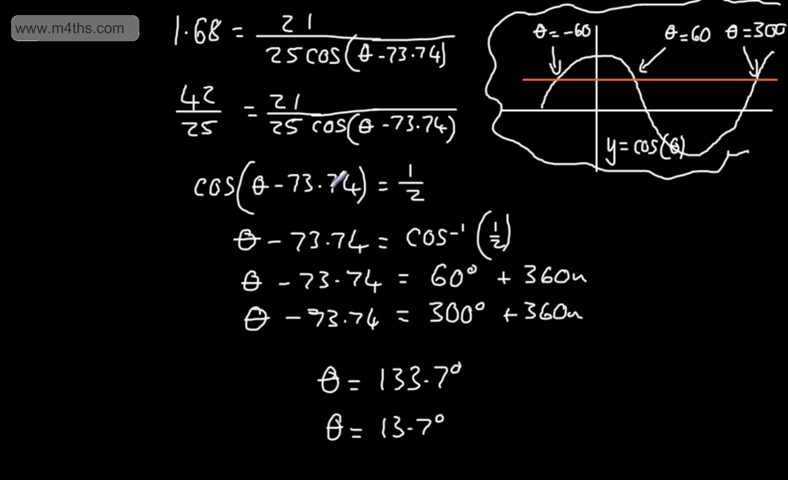 www.m4ths.com
1.68 = 21 / 25cos(θ - 73.74)
42/25 = 21 / 25 cos(θ - 73.74)
cos(θ - 73.74) = 1/2
θ - 73.74 = cos⁻¹(1/2)
θ - 73.74 = 60° + 360n
θ - 73.74 = 300° + 360n
θ = 133.7°
θ = 13.7°
θ = -60 θ = 60 θ = 300
y = cos(θ)